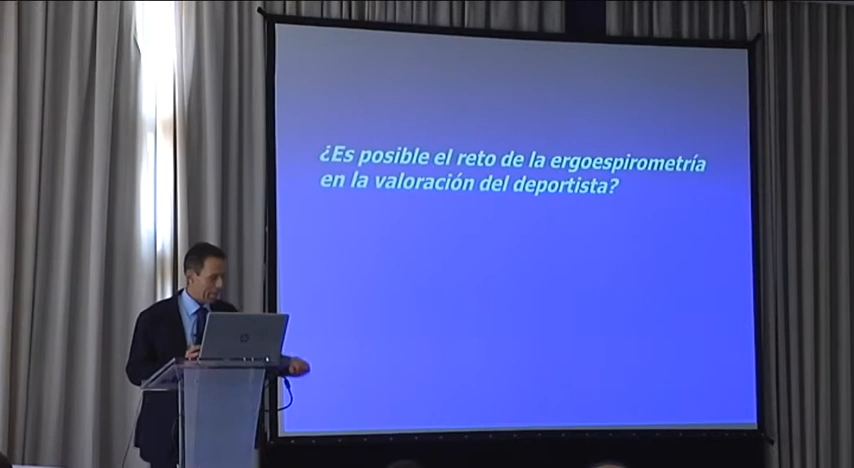 ¿Es posible el reto de la ergoespirometría
en la valoración del deportista?